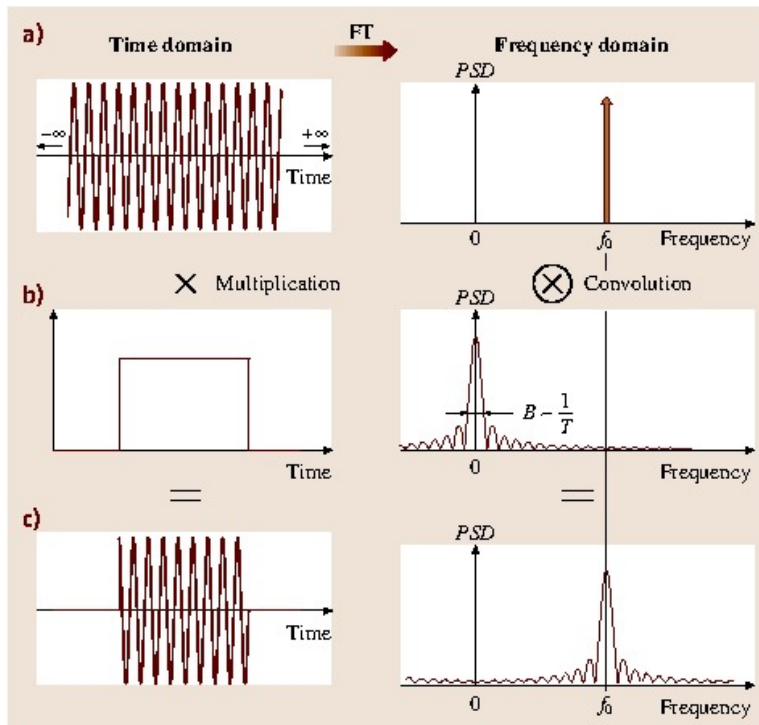 a)
Time domain
FT
Frequency domain
PSD
−∞
+∞
Time
0
f₀
Frequency
× Multiplication
⊗ Convolution
b)
PSD
B ~ 1/T
Time
0
Frequency
=
=
c)
PSD
Time
0
f₀
Frequency